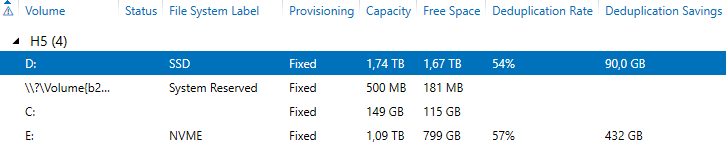 Volume Status File System Label Provisioning Capacity Free Space Deduplication Rate Deduplication Savings
H5 (4)
D: SSD Fixed 1,74 TB 1,67 TB 54% 90,0 GB
\\?\Volume{b2... System Reserved Fixed 500 MB 181 MB
C: Fixed 149 GB 115 GB
E: NVME Fixed 1,09 TB 799 GB 57% 432 GB